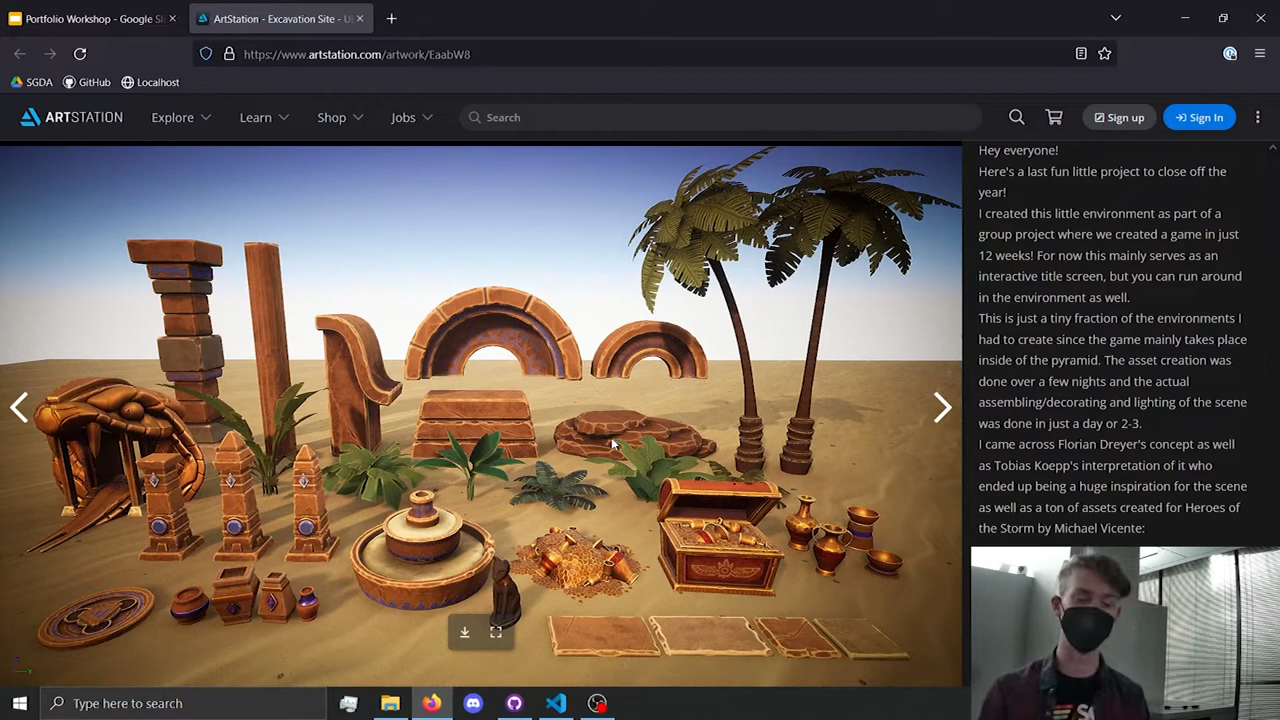 Portfolio Workshop - Google Sl
ArtStation - Excavation Site - U
https://www.artstation.com/artwork/EaabW8
SGDA
GitHub
Localhost
ARTSTATION
Explore
Learn
Shop
Jobs
Search
Sign up
Sign In
Hey everyone!
Here's a last fun little project to close off the
year!
I created this little environment as part of a
group project where we created a game in just
12 weeks! For now this mainly serves as an
interactive title screen, but you can run around
in the environment as well.
This is just a tiny fraction of the environments I
had to create since the game mainly takes place
inside of the pyramid. The asset creation was
done over a few nights and the actual
assembling/decorating and lighting of the scene
was done in just a day or 2-3.
I came across Florian Dreyer's concept as well
as Tobias Koepp's interpretation of it who
ended up being a huge inspiration for the scene
as well as a ton of assets created for Heroes of
the Storm by Michael Vicente:
Type here to search